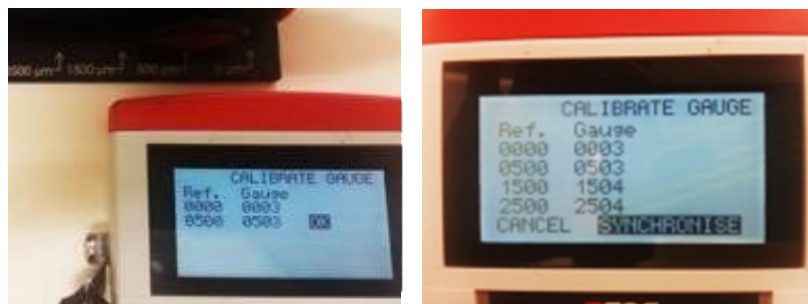 2500 µm 1500 µm 500 µm 0 µm
CALIBRATE GAUGE
Ref. Gauge
0000 0003
0500 0503 OK
CALIBRATE GAUGE
Ref. Gauge
0000 0003
0500 0503
1500 1504
2500 2504
CANCEL SYNCHRONISE